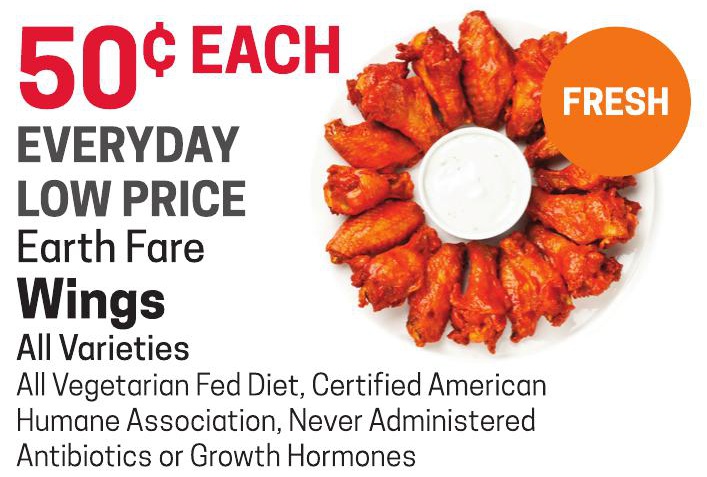 50¢ EACH
FRESH
EVERYDAY
LOW PRICE
Earth Fare
Wings
All Varieties
All Vegetarian Fed Diet, Certified American
Humane Association, Never Administered
Antibiotics or Growth Hormones